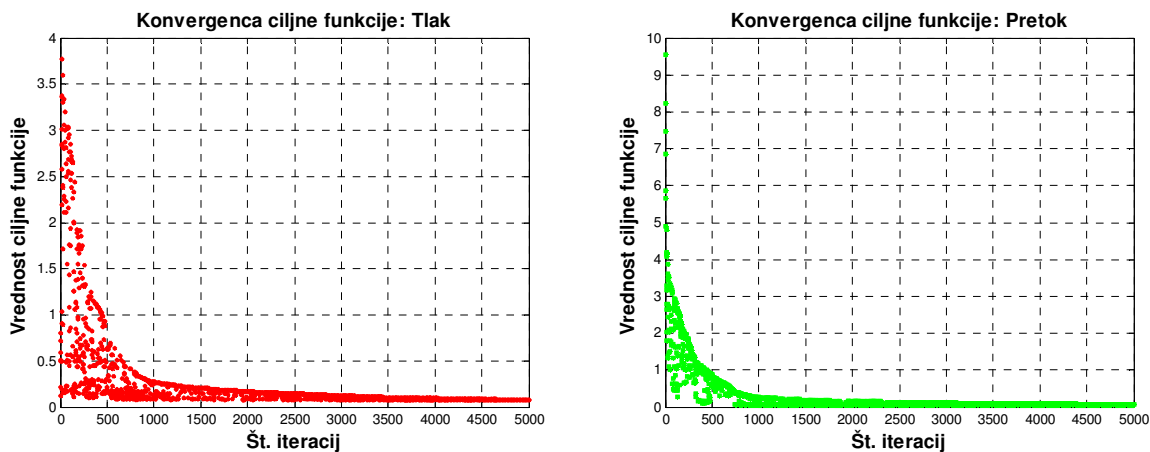 Konvergenca ciljne funkcije: Tlak
Vrednost ciljne funkcije
4
3.5
3
2.5
2
1.5
1
0.5
0
0 500 1000 1500 2000 2500 3000 3500 4000 4500 5000
Št. iteracij
Konvergenca ciljne funkcije: Pretok
Vrednost ciljne funkcije
10
9
8
7
6
5
4
3
2
1
0
0 500 1000 1500 2000 2500 3000 3500 4000 4500 5000
Št. iteracij